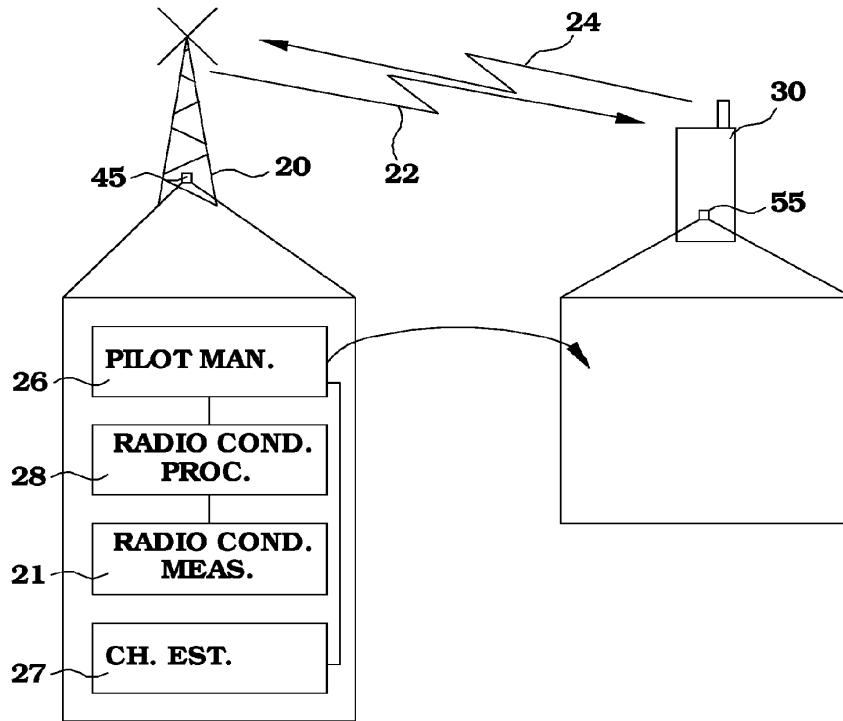 24
30
45
20
22
55
PILOT MAN.
26
RADIO COND.
PROC.
28
RADIO COND.
MEAS.
21
CH. EST.
27